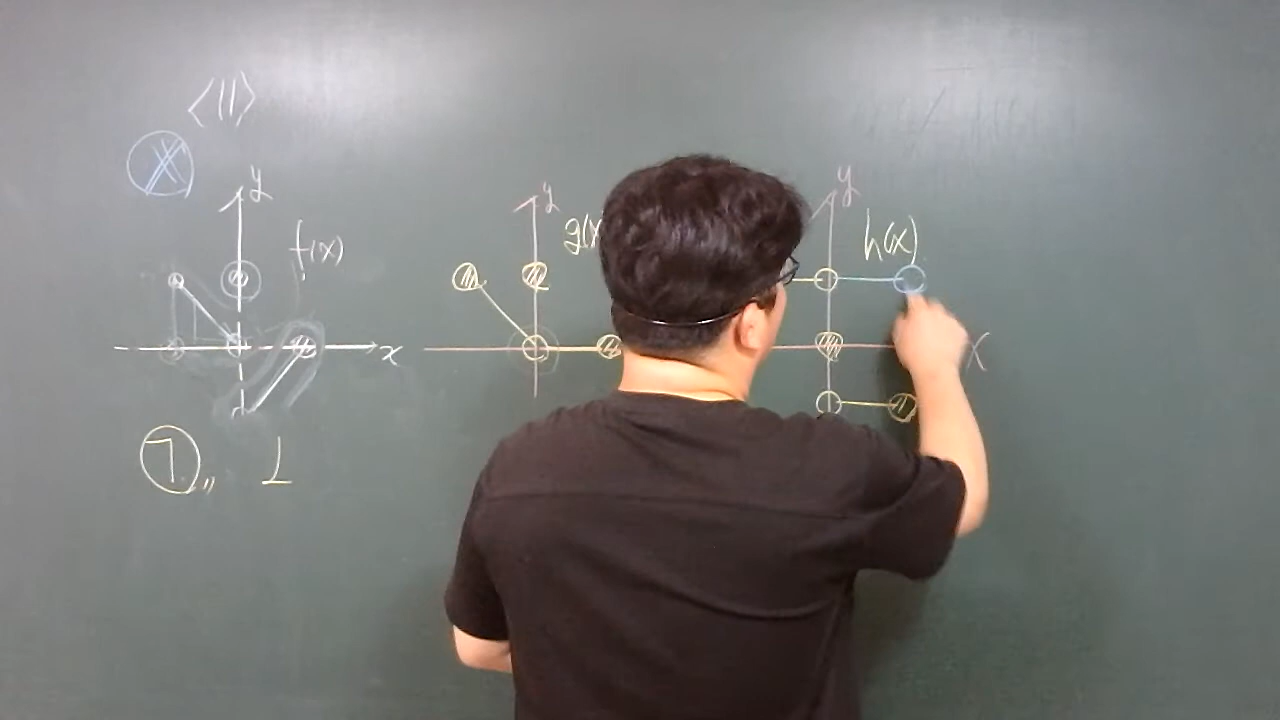 <11>
y
f(x)
x
y
g(x
y
h(x)
x
ㄱ,, ㄴ